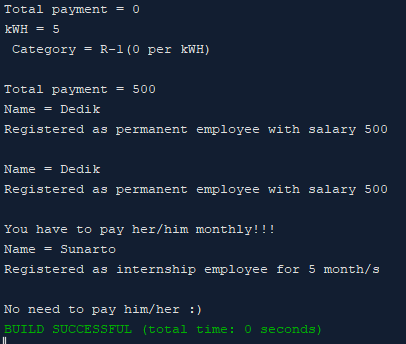 Total payment = 0
kWH = 5
 Category = R-1(0 per kWH)
Total payment = 500
Name = Dedik
Registered as permanent employee with salary 500
Name = Dedik
Registered as permanent employee with salary 500
You have to pay her/him monthly!!!
Name = Sunarto
Registered as internship employee for 5 month/s
No need to pay him/her :)
BUILD SUCCESSFUL (total time: 0 seconds)